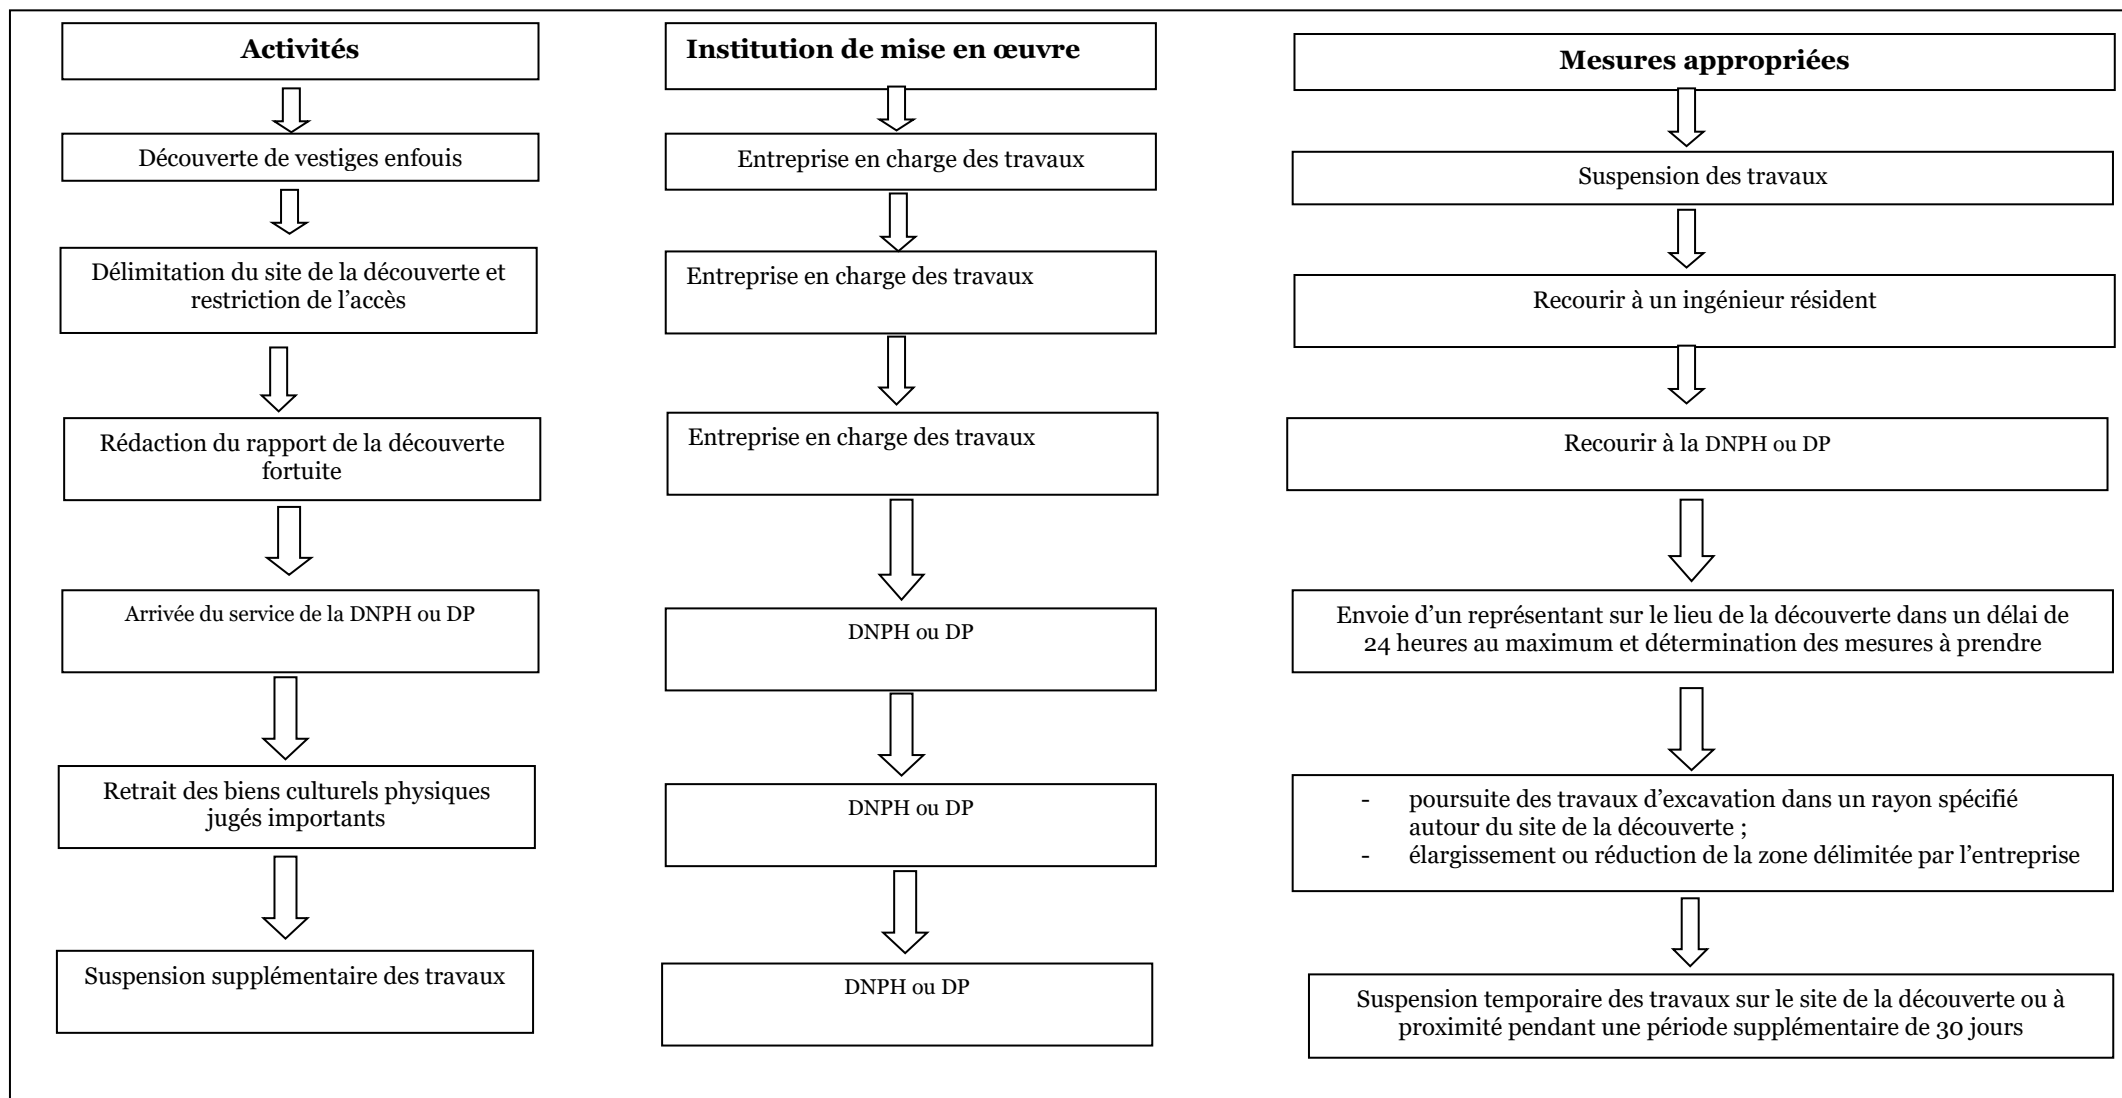 Activités
Institution de mise en œuvre
Mesures appropriées
Découverte de vestiges enfouis
Entreprise en charge des travaux
Suspension des travaux
Délimitation du site de la découverte et
restriction de l’accès
Entreprise en charge des travaux
Recourir à un ingénieur résident
Rédaction du rapport de la découverte
fortuite
Entreprise en charge des travaux
Recourir à la DNPH ou DP
Arrivée du service de la DNPH ou DP
DNPH ou DP
Envoie d’un représentant sur le lieu de la découverte dans un délai de
24 heures au maximum et détermination des mesures à prendre
Retrait des biens culturels physiques
jugés importants
DNPH ou DP
- poursuite des travaux d’excavation dans un rayon spécifié
autour du site de la découverte ;
- élargissement ou réduction de la zone délimitée par l’entreprise
Suspension supplémentaire des travaux
DNPH ou DP
Suspension temporaire des travaux sur le site de la découverte ou à
proximité pendant une période supplémentaire de 30 jours